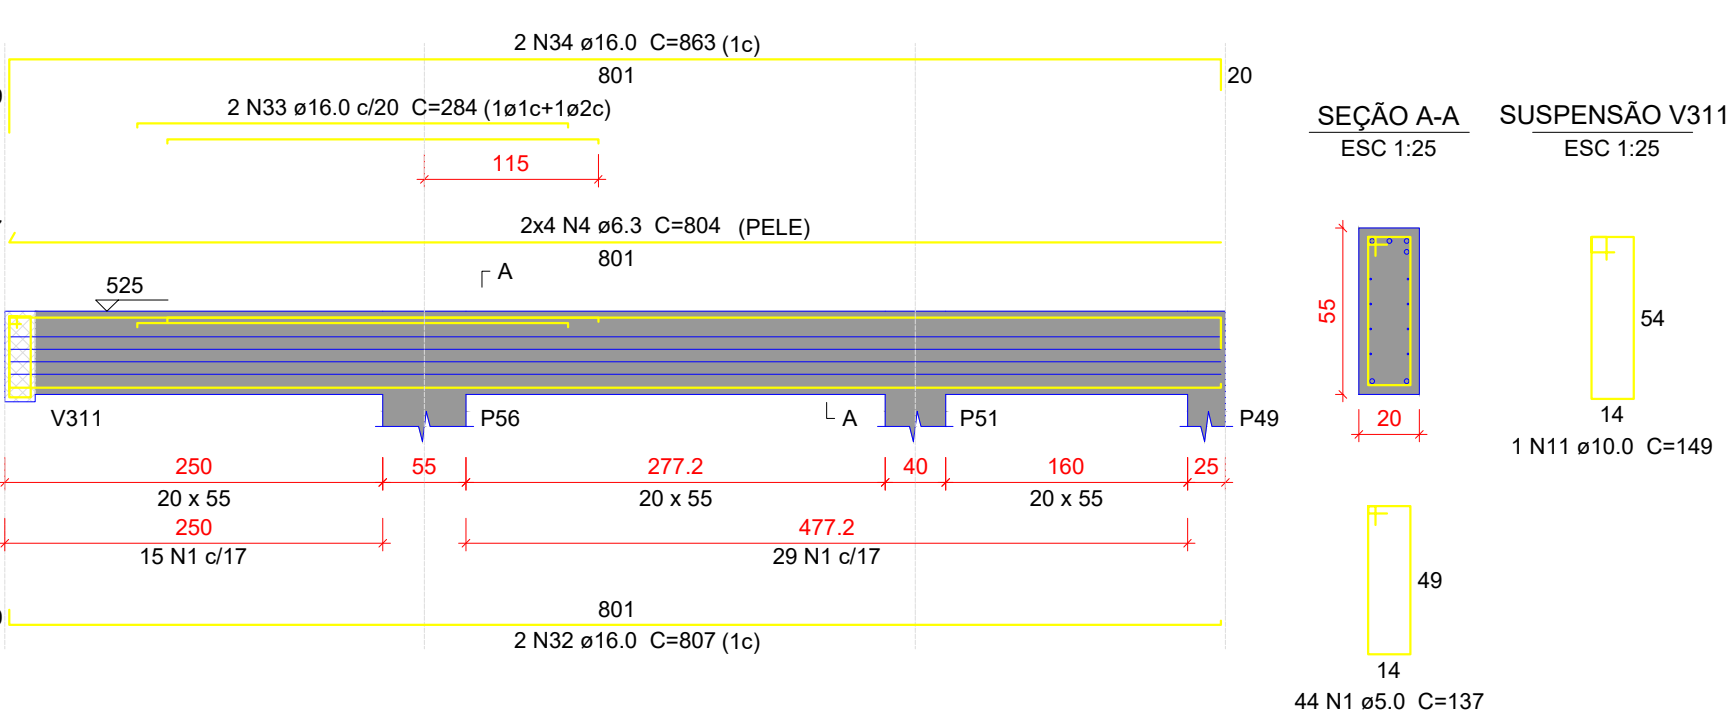 2 N34 ø16.0 C=863 (1c)
801
20
2 N33 ø16.0 c/20 C=284 (1ø1c+1ø2c)
115
2x4 N4 ø6.3 C=804 (PELE)
801
A
525
V311
P56
A
P51
P49
250
55
277.2
40
160
25
20 x 55
20 x 55
20 x 55
250
477.2
15 N1 c/17
29 N1 c/17
801
2 N32 ø16.0 C=807 (1c)
SEÇÃO A-A
ESC 1:25
55
20
SUSPENSÃO V311
ESC 1:25
54
14
1 N11 ø10.0 C=149
49
14
44 N1 ø5.0 C=137